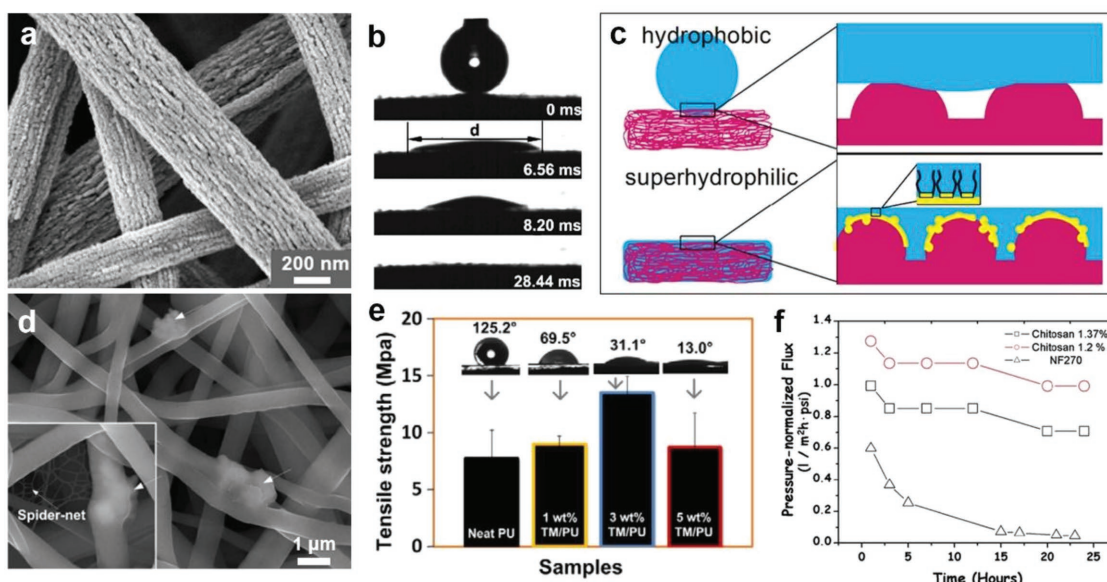 a
200 nm
b
0 ms
d
6.56 ms
8.20 ms
28.44 ms
c
hydrophobic
superhydrophilic
d
Spider-net
1 µm
e
Tensile strength (Mpa)
20
15
10
5
0
125.2°
69.5°
31.1°
13.0°
Neat PU
1 wt%
TM/PU
3 wt%
TM/PU
5 wt%
TM/PU
Samples
f
Pressure-normalized Flux
(l / m²h·psi)
1.4
1.2
1.0
0.8
0.6
0.4
0.2
0.0
Chitosan 1.37%
Chitosan 1.2 %
NF270
0 5 10 15 20 25
Time (Hours)